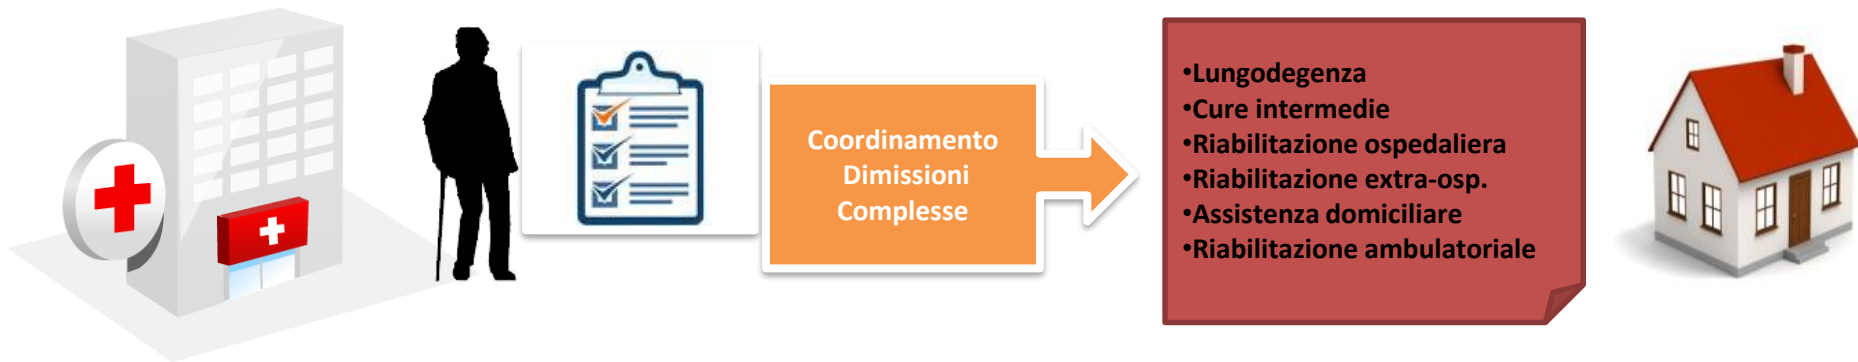 Coordinamento
Dimissioni
Complesse
•Lungodegenza
•Cure intermedie
•Riabilitazione ospedaliera
•Riabilitazione extra-osp.
•Assistenza domiciliare
•Riabilitazione ambulatoriale